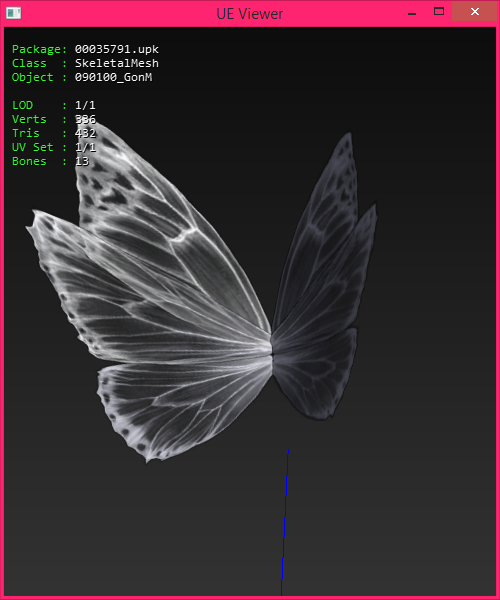 UE Viewer
Package: 00035791.upk
Class : SkeletalMesh
Object : 090100_GonM
LOD : 1/1
Verts : 386
Tris : 432
UV Set : 1/1
Bones : 13